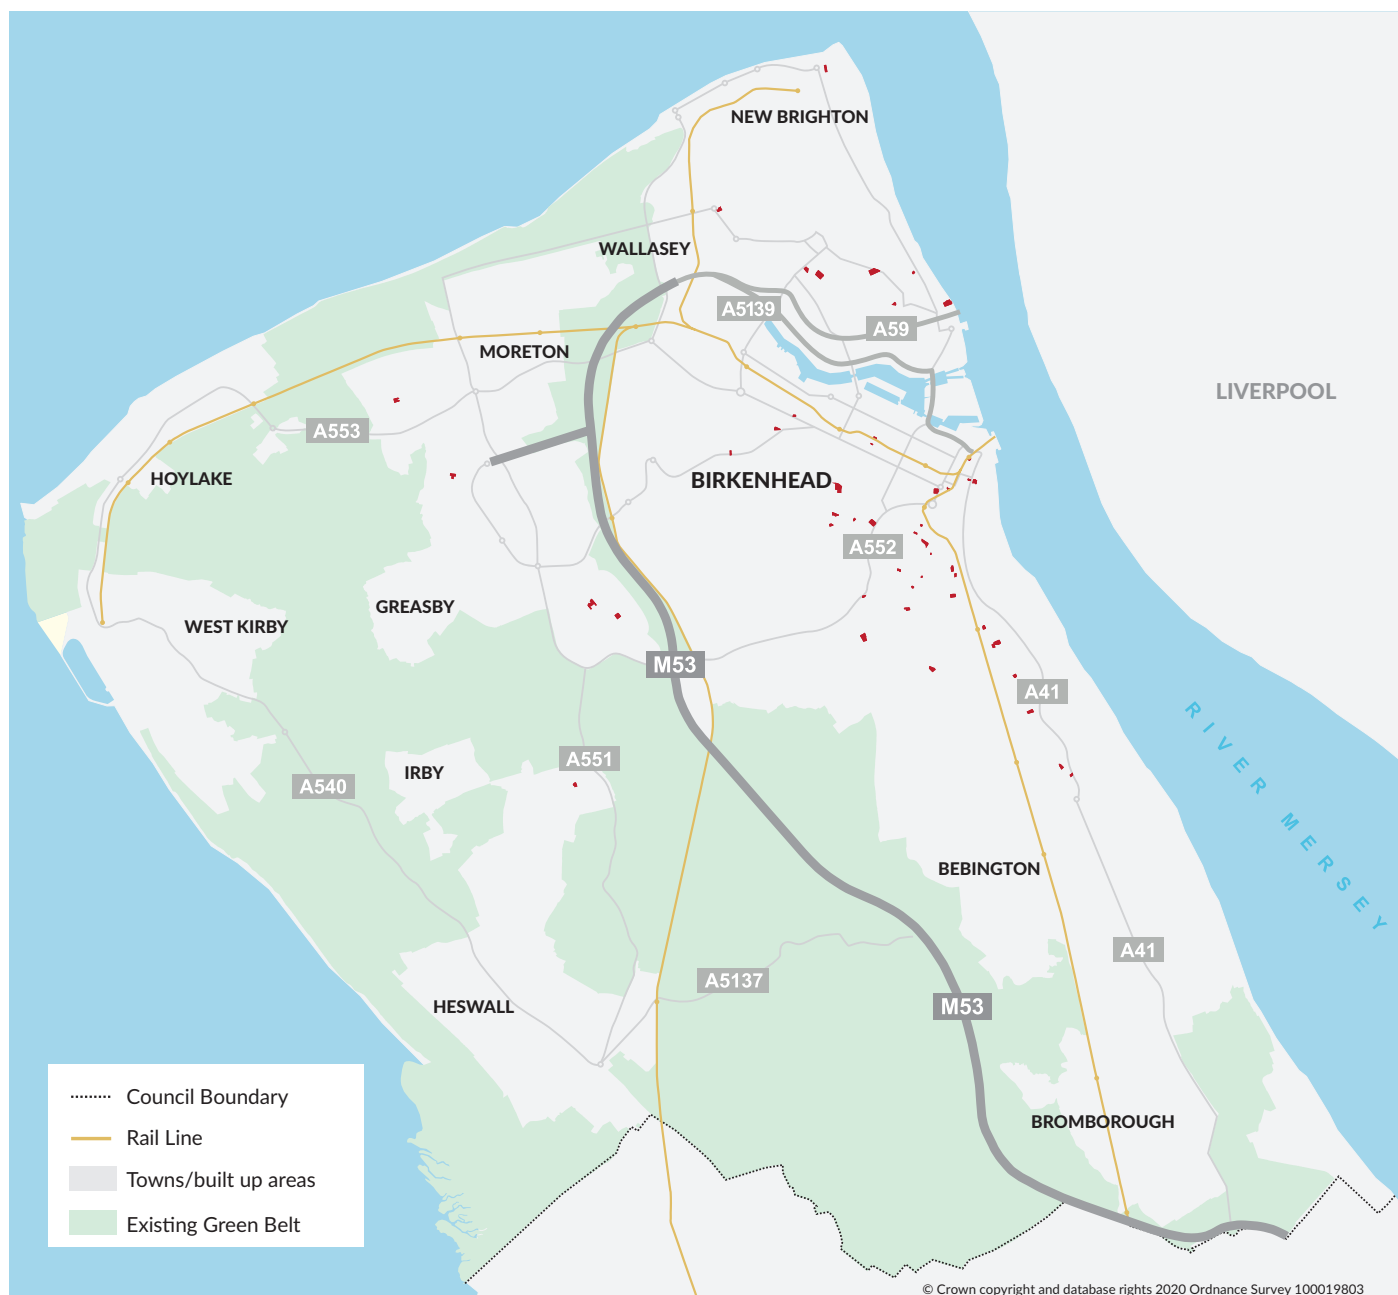 NEW BRIGHTON
WALLASEY
A5139
A59
MORETON
LIVERPOOL
A553
HOYLAKE
BIRKENHEAD
A552
GREASBY
WEST KIRBY
M53
A41
RIVER MERSEY
A551
IRBY
A540
BEBINGTON
A41
A5137
HESWALL
M53
BROMBOROUGH
Council Boundary
Rail Line
Towns/built up areas
Existing Green Belt
© Crown copyright and database rights 2020 Ordnance Survey 100019803